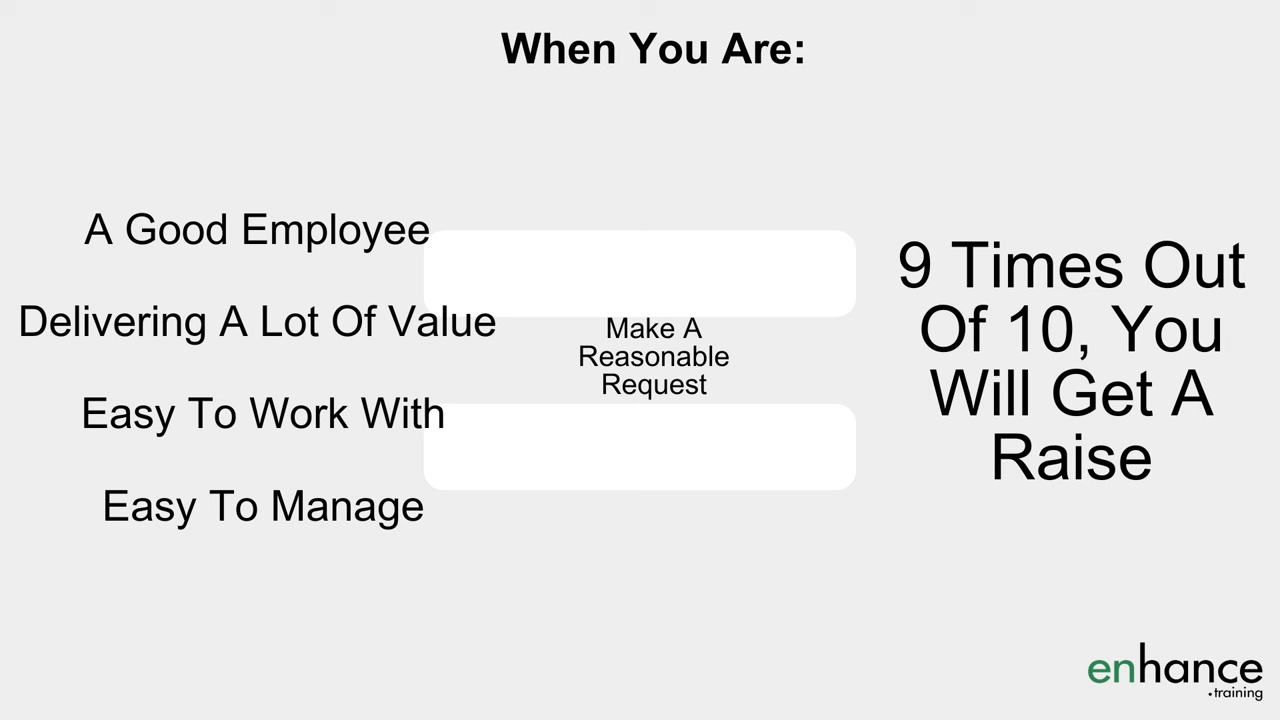 When You Are:
A Good Employee
Delivering A Lot Of Value
Easy To Work With
Easy To Manage
Make A
Reasonable
Request
9 Times Out
Of 10, You
Will Get A
Raise
enhance
.training